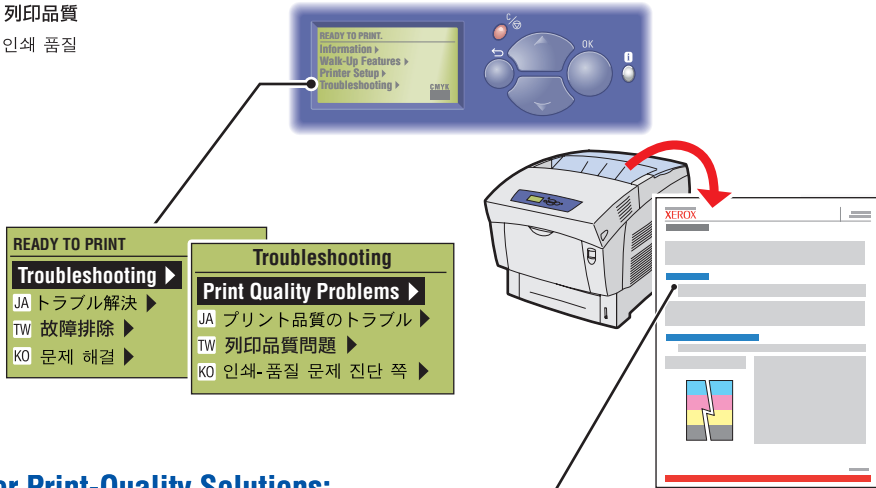 列印品質
인쇄 품질
READY TO PRINT.
Information
Walk-Up Features
Printer Setup
Troubleshooting
CMYK
C/
OK
i
XEROX
READY TO PRINT
Troubleshooting
JA トラブル解決
TW 故障排除
KO 문제 해결
Troubleshooting
Print Quality Problems
JA プリント品質のトラブル
TW 列印品質問題
KO 인쇄-품질 문제 진단 쪽
r Print-Quality Solutions: